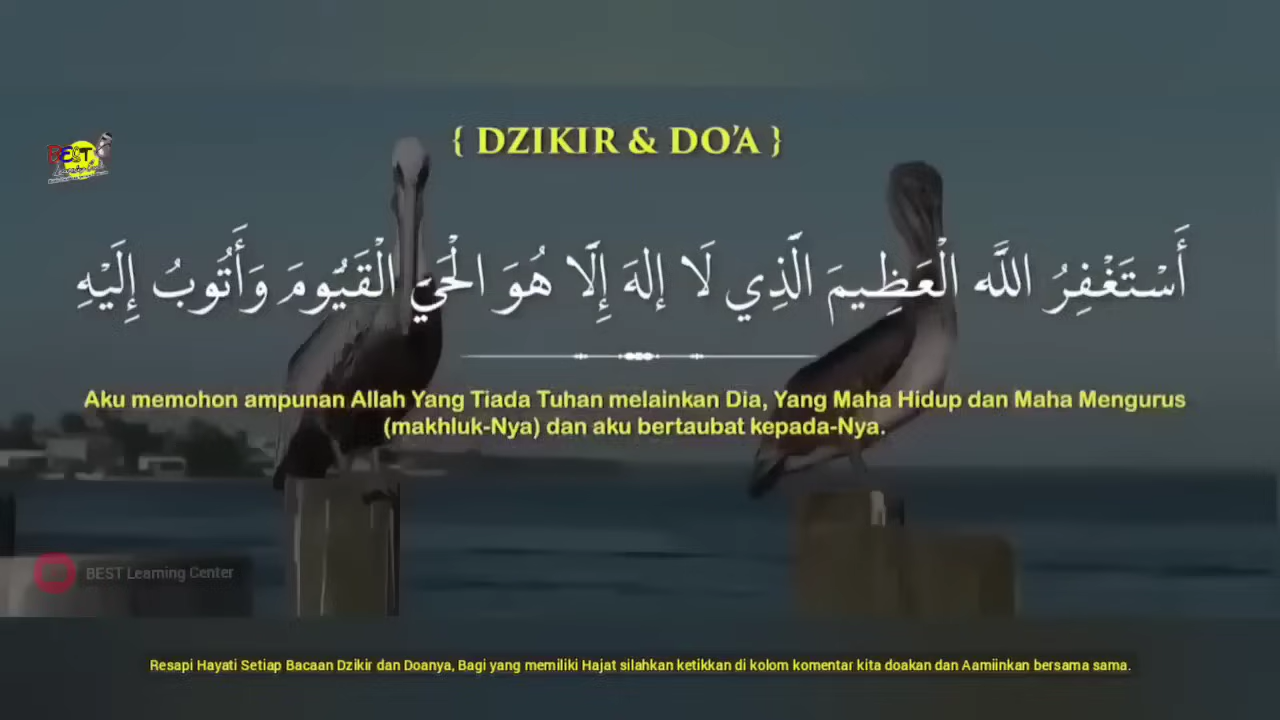 { DZIKIR & DO’A }
BEST
أَسْتَغْفِرُ اللَّه الْعَظِيمَ الَّذِي لَا إلهَ إِلَّا هُوَ الْحَيَّ الْقَيُّومَ وَأَتُوبُ إِلَيْهِ
Aku memohon ampunan Allah Yang Tiada Tuhan melainkan Dia, Yang Maha Hidup dan Maha Mengurus
(makhluk-Nya) dan aku bertaubat kepada-Nya.
BEST Learning Center
Resapi Hayati Setiap Bacaan Dzikir dan Doanya, Bagi yang memiliki Hajat silahkan ketikkan di kolom komentar kita doakan dan Aamiinkan bersama sama.